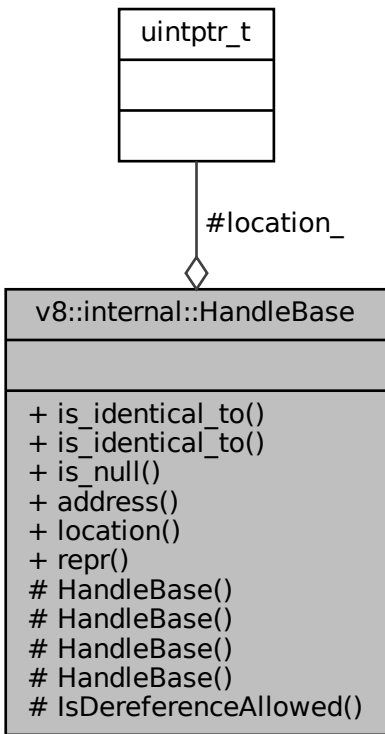 uintptr_t
#location_
v8::internal::HandleBase
+ is_identical_to()
+ is_identical_to()
+ is_null()
+ address()
+ location()
+ repr()
# HandleBase()
# HandleBase()
# HandleBase()
# HandleBase()
# IsDereferenceAllowed()